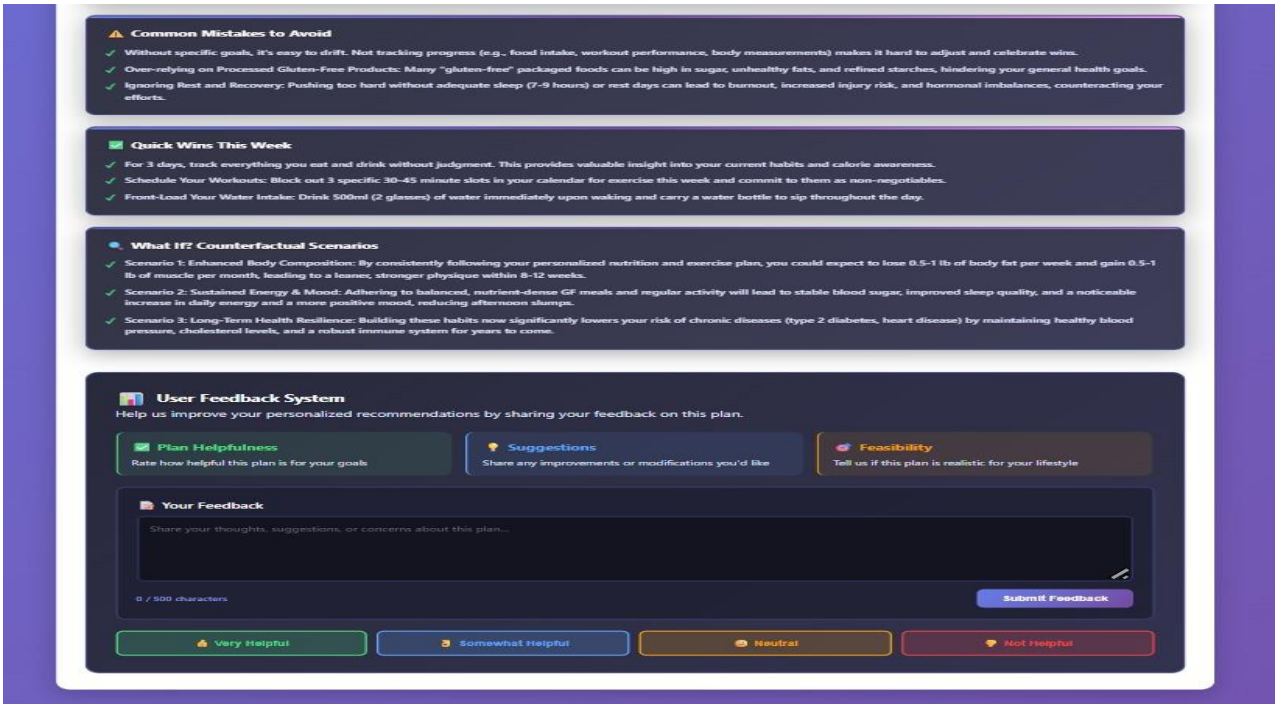 Common Mistakes to Avoid
Without specific goals, it's easy to drift. Not tracking progress (e.g., food intake, workout performance, body measurements) makes it hard to adjust and celebrate wins.
Over-relying on Processed Gluten-Free Products: Many "gluten-free" packaged foods can be high in sugar, unhealthy fats, and refined starches, hindering your general health goals.
Ignoring Rest and Recovery: Pushing too hard without adequate sleep (7-9 hours) or rest days can lead to burnout, increased injury risk, and hormonal imbalances, counteracting your
efforts.
Quick Wins This Week
For 3 days, track everything you eat and drink without judgment. This provides valuable insight into your current habits and calorie awareness.
Schedule Your Workouts: Block out 3 specific 30-45 minute slots in your calendar for exercise this week and commit to them as non-negotiables.
Front-Load Your Water Intake: Drink 500ml (2 glasses) of water immediately upon waking and carry a water bottle to sip throughout the day.
What If? Counterfactual Scenarios
Scenario 1: Enhanced Body Composition: By consistently following your personalized nutrition and exercise plan, you could expect to lose 0.5-1 lb of body fat per week and gain 0.5-1
lb of muscle per month, leading to a leaner, stronger physique within 8-12 weeks.
Scenario 2: Sustained Energy & Mood: Adhering to balanced, nutrient-dense GF meals and regular activity will lead to stable blood sugar, improved sleep quality, and a noticeable
increase in daily energy and a more positive mood, reducing afternoon slumps.
Scenario 3: Long-Term Health Resilience: Building these habits now significantly lowers your risk of chronic diseases (type 2 diabetes, heart disease) by maintaining healthy blood
pressure, cholesterol levels, and a robust immune system for years to come.
User Feedback System
Help us improve your personalized recommendations by sharing your feedback on this plan.
Plan Helpfulness
Rate how helpful this plan is for your goals
Suggestions
Share any improvements or modifications you'd like
Feasibility
Tell us if this plan is realistic for your lifestyle
Your Feedback
Share your thoughts, suggestions, or concerns about this plan...
0 / 500 characters
Submit Feedback
Very Helpful
Somewhat Helpful
Neutral
Not Helpful